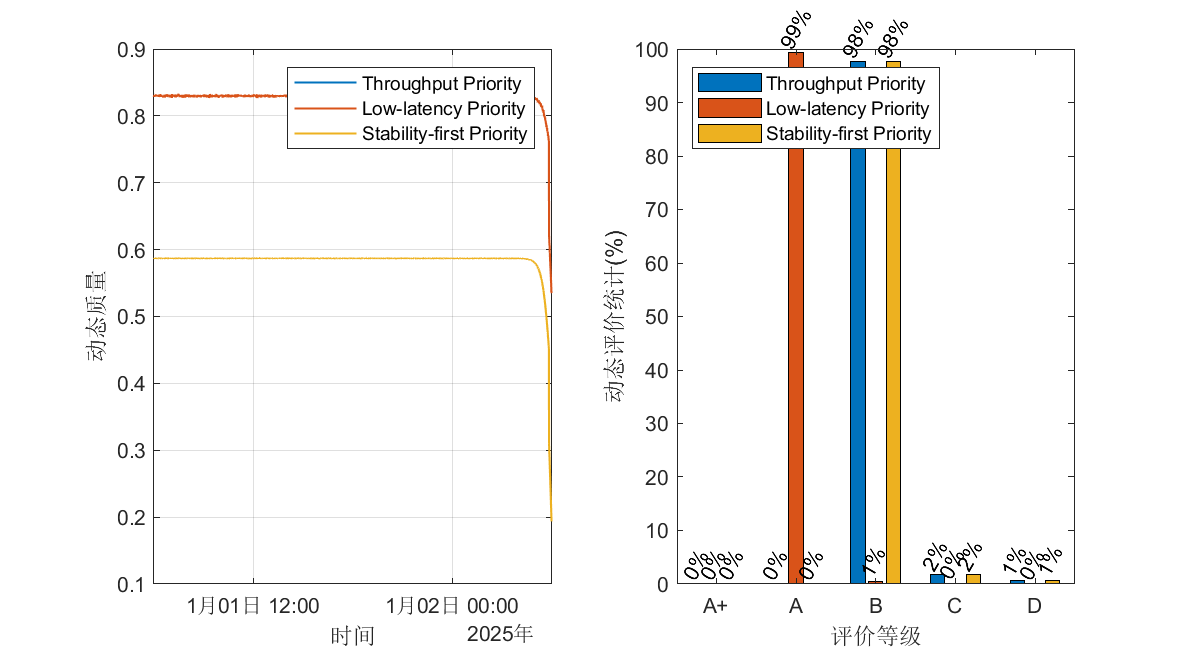 0.9
0.8
0.7
0.6
0.5
0.4
0.3
0.2
0.1
动态质量
Throughput Priority
Low-latency Priority
Stability-first Priority
1月01日 12:00
1月02日 00:00
时间
2025年
100
90
80
70
60
50
40
30
20
10
0
动态评价统计(%)
Throughput Priority
Low-latency Priority
Stability-first Priority
0%
0%
0%
0%
99%
0%
98%
1%
98%
2%
0%
2%
1%
0%
1%
A+
A
B
C
D
评价等级